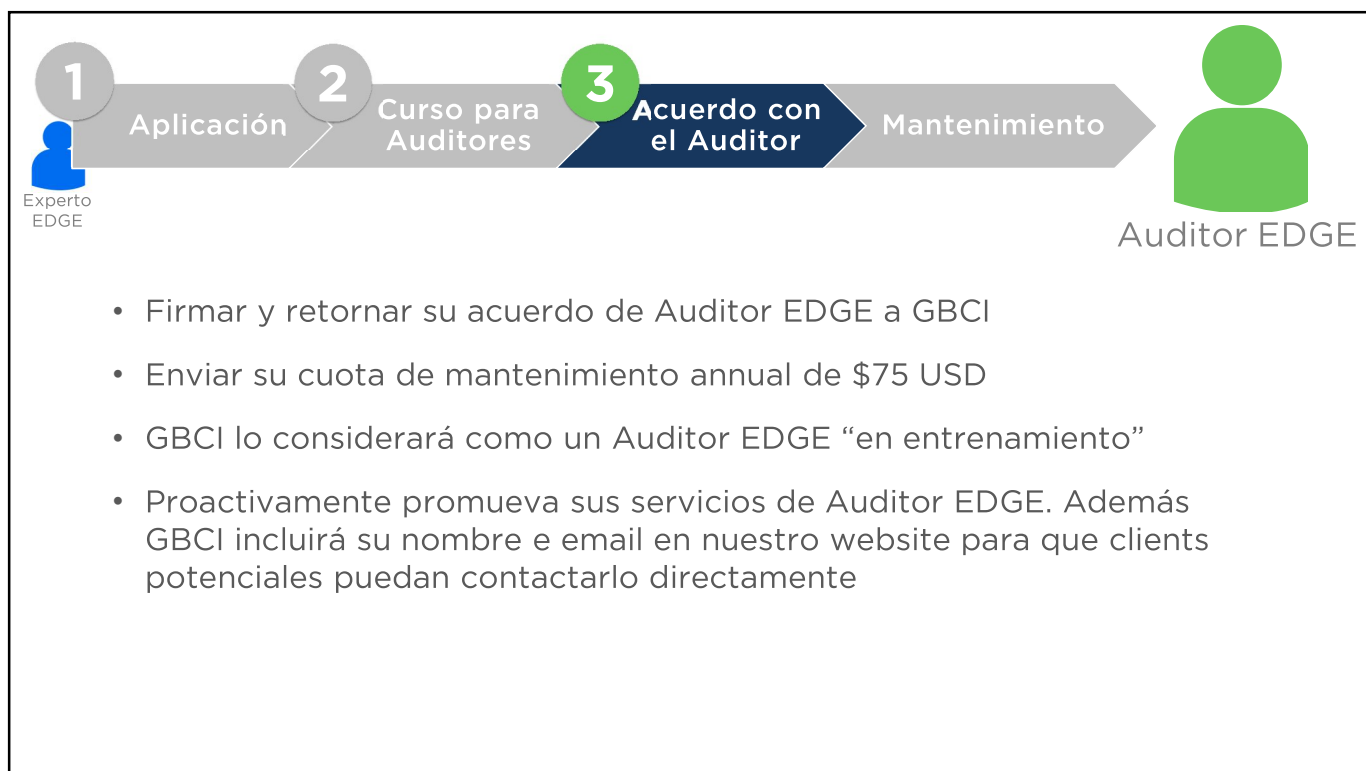 1
Aplicación
2
Curso para
Auditores
3
Acuerdo con
el Auditor
Mantenimiento
Experto
EDGE
Auditor EDGE
• Firmar y retornar su acuerdo de Auditor EDGE a GBCI
• Enviar su cuota de mantenimiento annual de $75 USD
• GBCI lo considerará como un Auditor EDGE “en entrenamiento”
• Proactivamente promueva sus servicios de Auditor EDGE. Además
GBCI incluirá su nombre e email en nuestro website para que clients
potenciales puedan contactarlo directamente